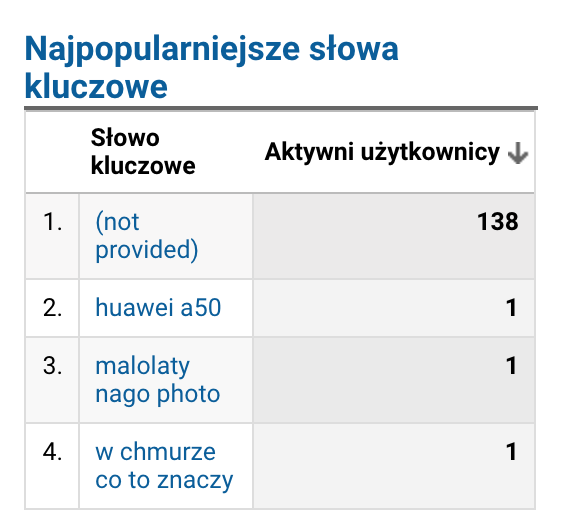 Najpopularniejsze słowa
kluczowe
Słowo
kluczowe
Aktywni użytkownicy
1. (not
provided) 138
2. huawei a50 1
3. malolaty
nago photo 1
4. w chmurze
co to znaczy 1